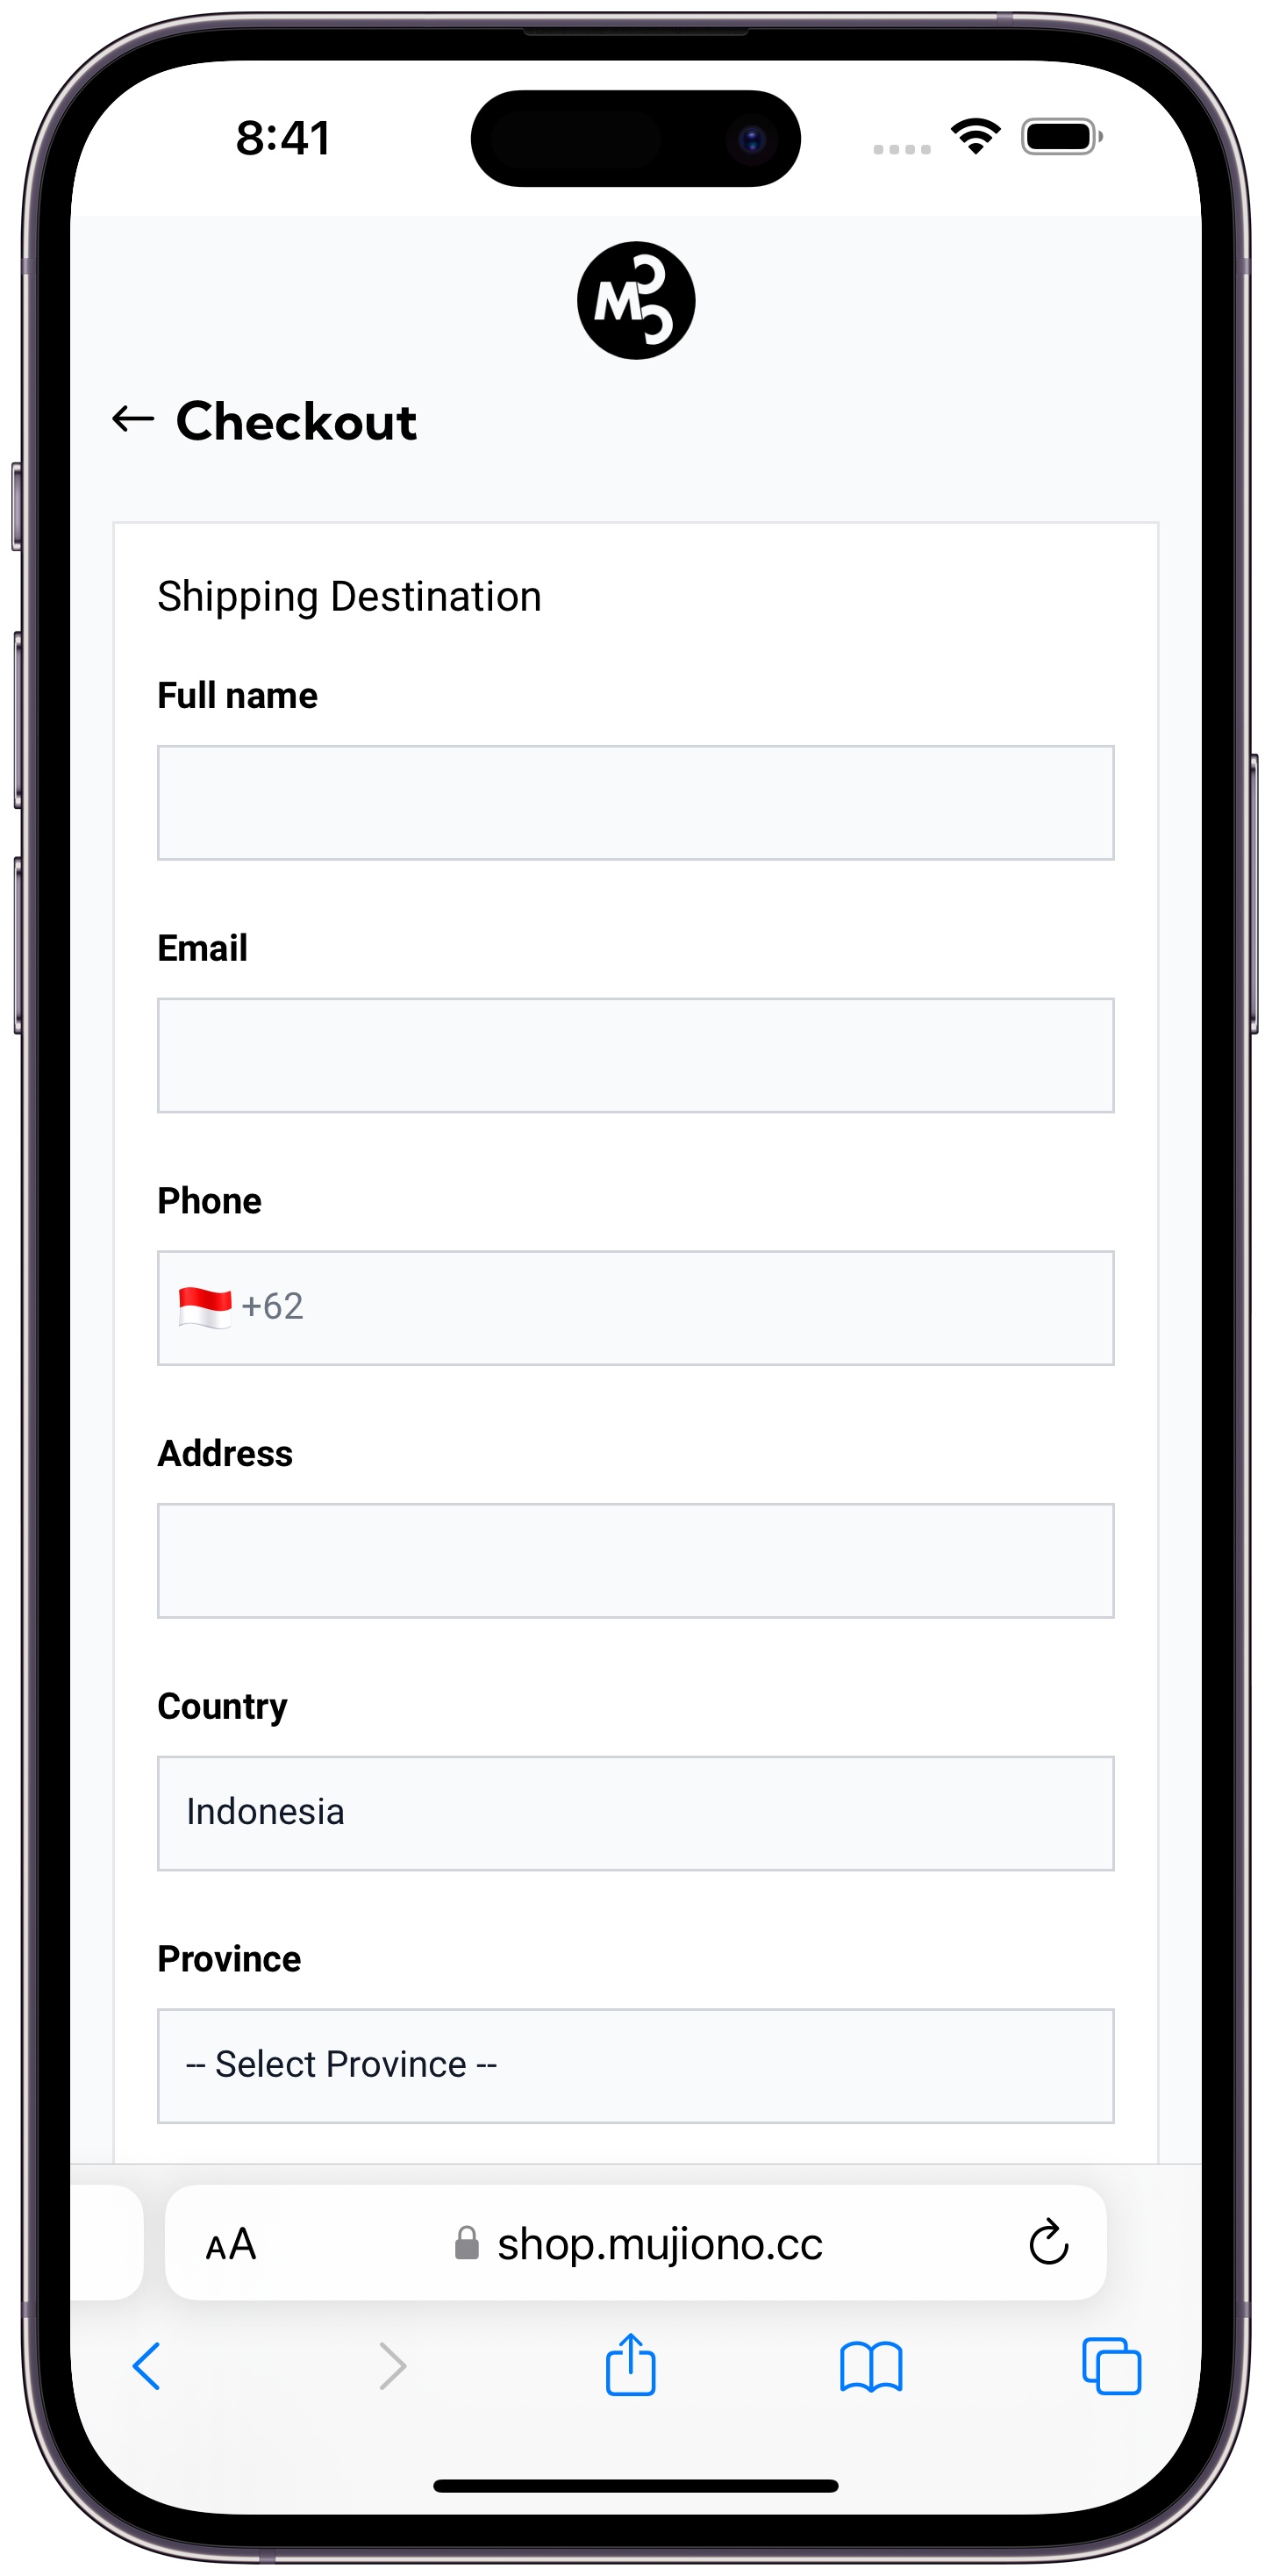 8:41
M
Checkout
Shipping Destination
Full name
Email
Phone
🇮🇩 +62
Address
Country
Indonesia
Province
-- Select Province --
AA
shop.mujiono.cc